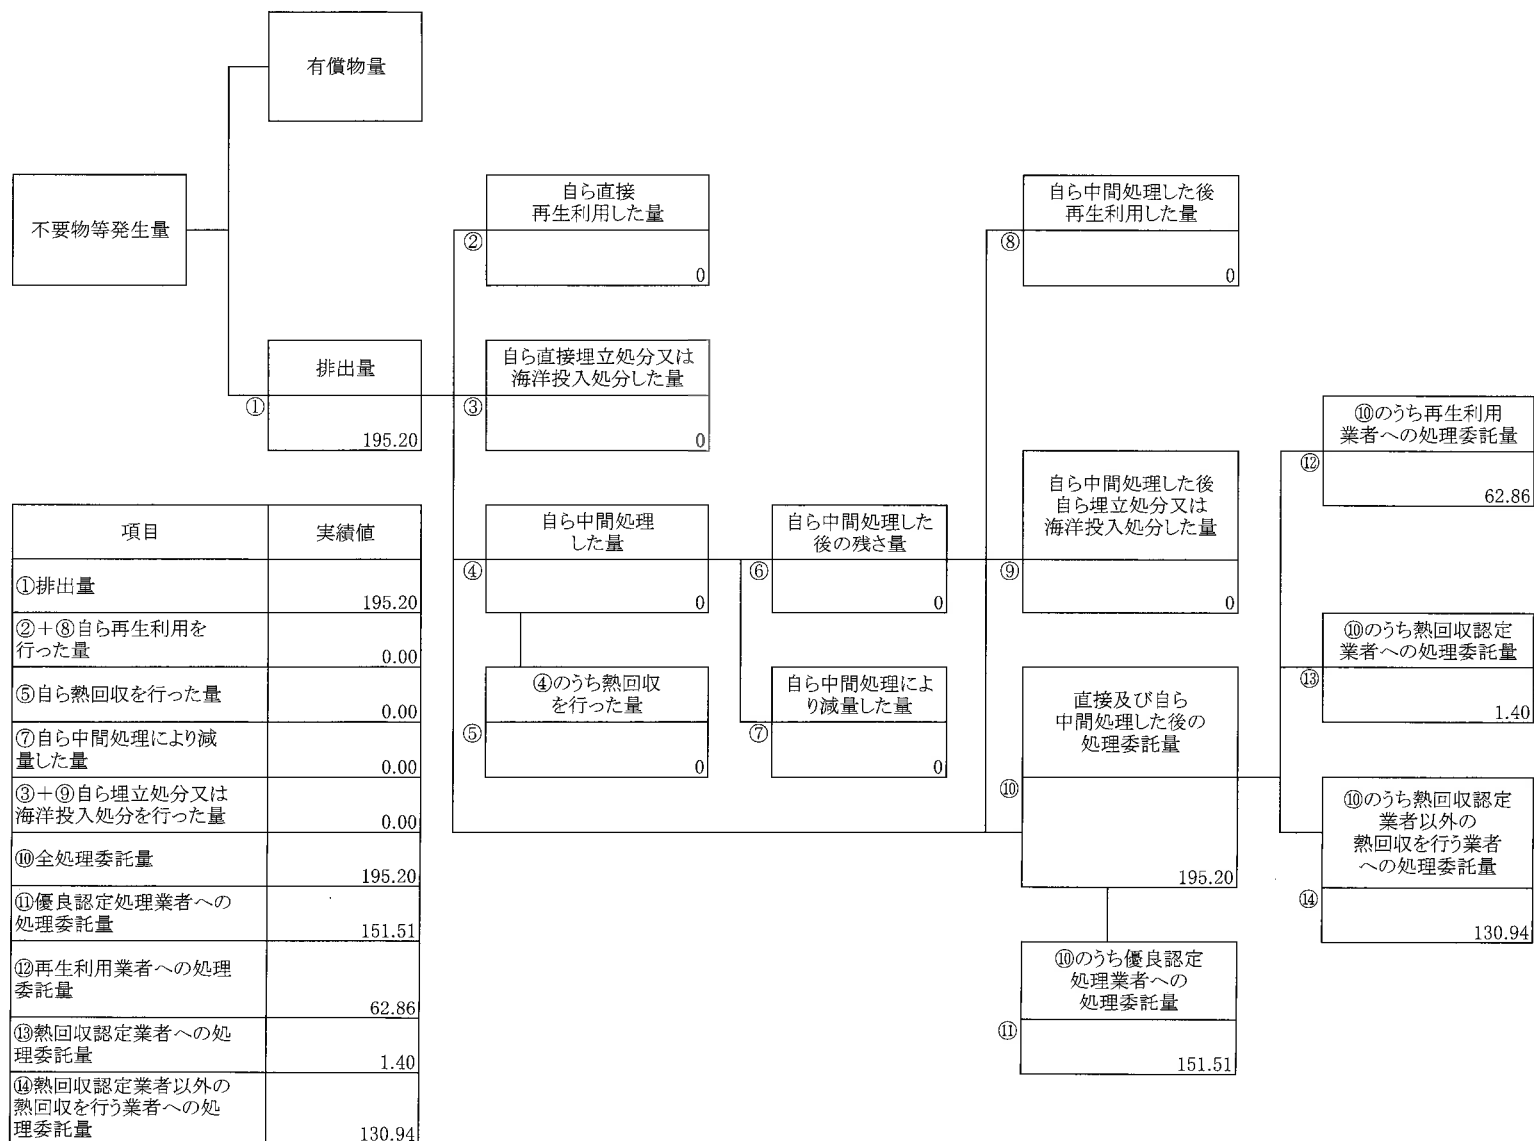 有償物量
不要物等発生量
自ら直接
再生利用した量
②
0
自ら中間処理した後
再生利用した量
⑧
0
排出量
①
195.20
自ら直接埋立処分又は
海洋投入処分した量
③
0
⑩のうち再生利用
業者への処理委託量
⑫
62.86
自ら中間処理
した量
④
0
自ら中間処理した
後の残さ量
⑥
0
自ら中間処理した後
自ら埋立処分又は
海洋投入処分した量
⑨
0
⑩のうち熱回収認定
業者への処理委託量
⑬
1.40
④のうち熱回収
を行った量
⑤
0
自ら中間処理によ
り減量した量
⑦
0
直接及び自ら
中間処理した後の
処理委託量
⑩
195.20
⑩のうち熱回収認定
業者以外の
熱回収を行う業者
への処理委託量
⑭
130.94
⑩のうち優良認定
処理業者への
処理委託量
⑪
151.51
項目 実績値
①排出量
195.20
②+⑧自ら再生利用を
行った量
0.00
⑤自ら熱回収を行った量
0.00
⑦自ら中間処理により減
量した量
0.00
③+⑨自ら埋立処分又は
海洋投入処分を行った量
0.00
⑩全処理委託量
195.20
⑪優良認定処理業者への
処理委託量
151.51
⑫再生利用業者への処理
委託量
62.86
⑬熱回収認定業者への処
理委託量
1.40
⑭熱回収認定業者以外の
熱回収を行う業者への処
理委託量
130.94